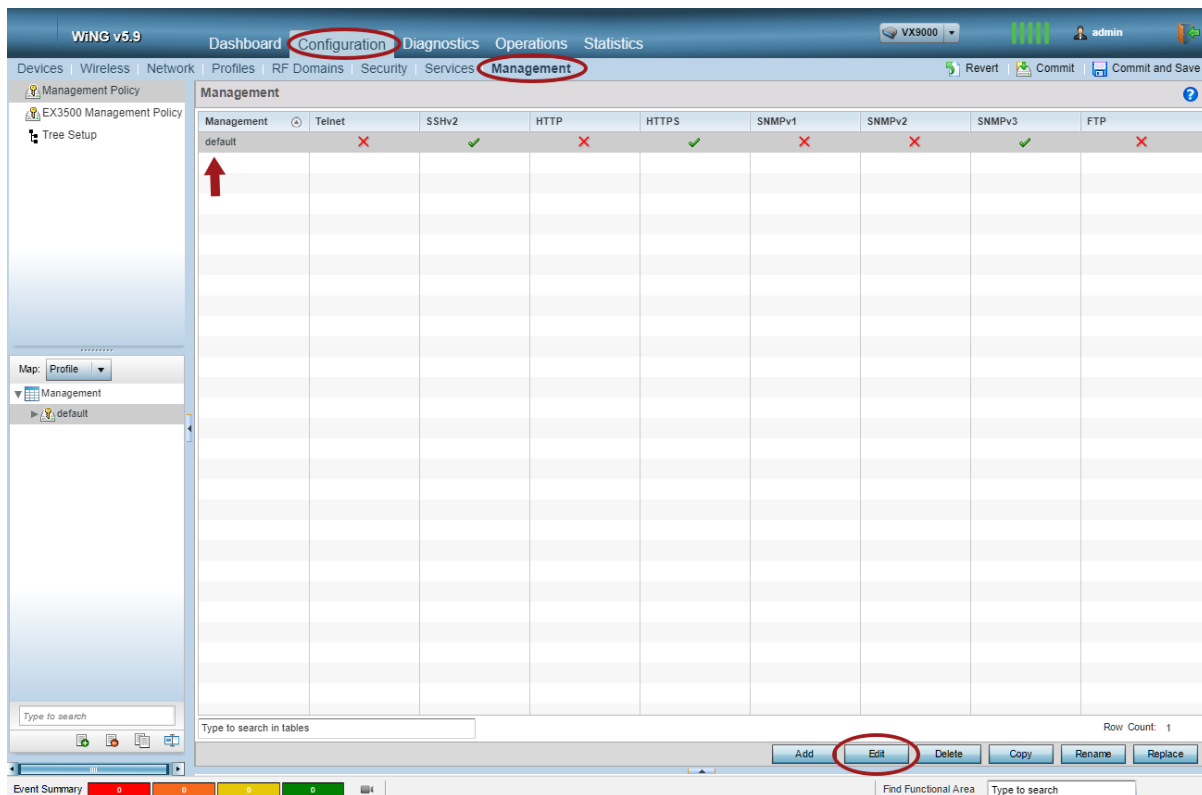 WiNG v5.9
Dashboard Configuration Diagnostics Operations Statistics
VX9000
admin
Devices | Wireless | Network | Profiles | RF Domains | Security | Services | Management
Revert | Commit | Commit and Save
Management Policy
EX3500 Management Policy
Tree Setup
Management
Management Telnet SSHv2 HTTP HTTPS SNMPv1 SNMPv2 SNMPv3 FTP
default
Map: Profile
Management
default
Type to search
Type to search in tables
Row Count: 1
Add Edit Delete Copy Rename Replace
Event Summary 0 0 0 0
Find Functional Area Type to search